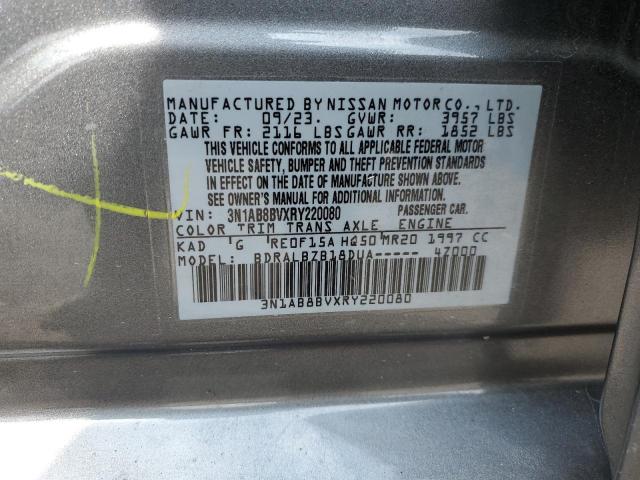 MANUFACTURED BY NISSAN MOTOR CO., LTD.
DATE: 09/23. GVWR: 3957 LBS
GAWR FR: 2116 LBS GAWR RR: 1852 LBS
THIS VEHICLE CONFORMS TO ALL APPLICABLE FEDERAL MOTOR
VEHICLE SAFETY, BUMPER AND THEFT PREVENTION STANDARDS
IN EFFECT ON THE DATE OF MANUFACTURE SHOWN ABOVE.
SEE OWNER'S MANUAL FOR ADDITIONAL INFORMATION.
VIN: 3N1AB8BVXRY220080 PASSENGER CAR.
COLOR TRIM TRANS AXLE ENGINE
KAD 'G 'RE0F15A H650'MR20 1997 CC
MODEL: BDRALBZB18DUA----- 4Z000
3N1AB8BVXRY220080